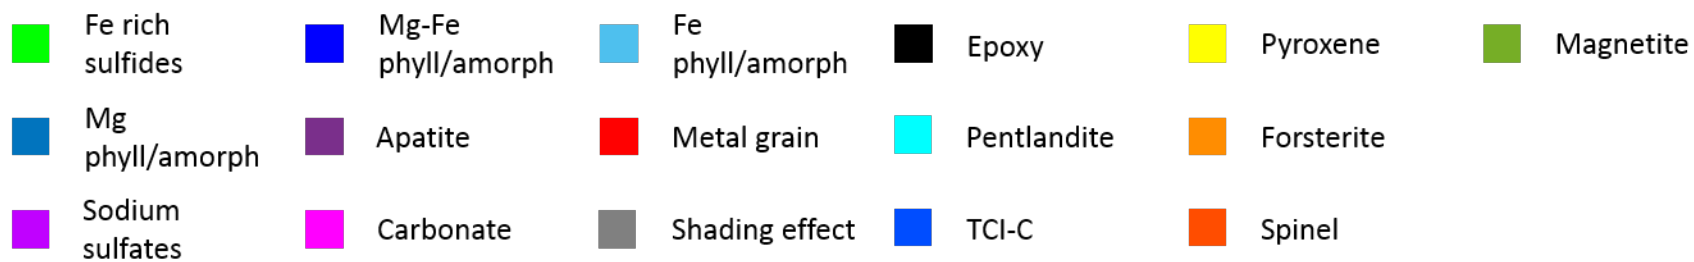 Fe rich
sulfides
Mg-Fe
phyll/amorph
Fe
phyll/amorph
Epoxy
Pyroxene
Magnetite
Mg
phyll/amorph
Apatite
Metal grain
Pentlandite
Forsterite
Sodium
sulfates
Carbonate
Shading effect
TCI-C
Spinel